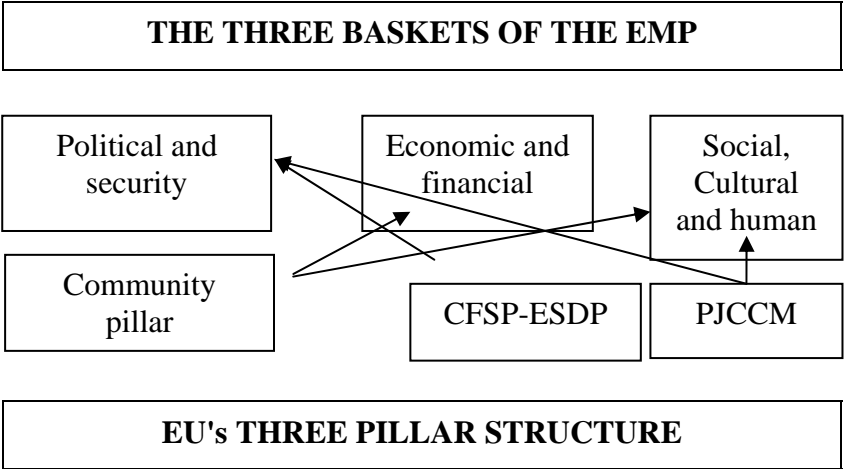 THE THREE BASKETS OF THE EMP
Political and
security
Economic and
financial
Social,
Cultural
and human
Community
pillar
CFSP-ESDP
PJCCM
EU's THREE PILLAR STRUCTURE